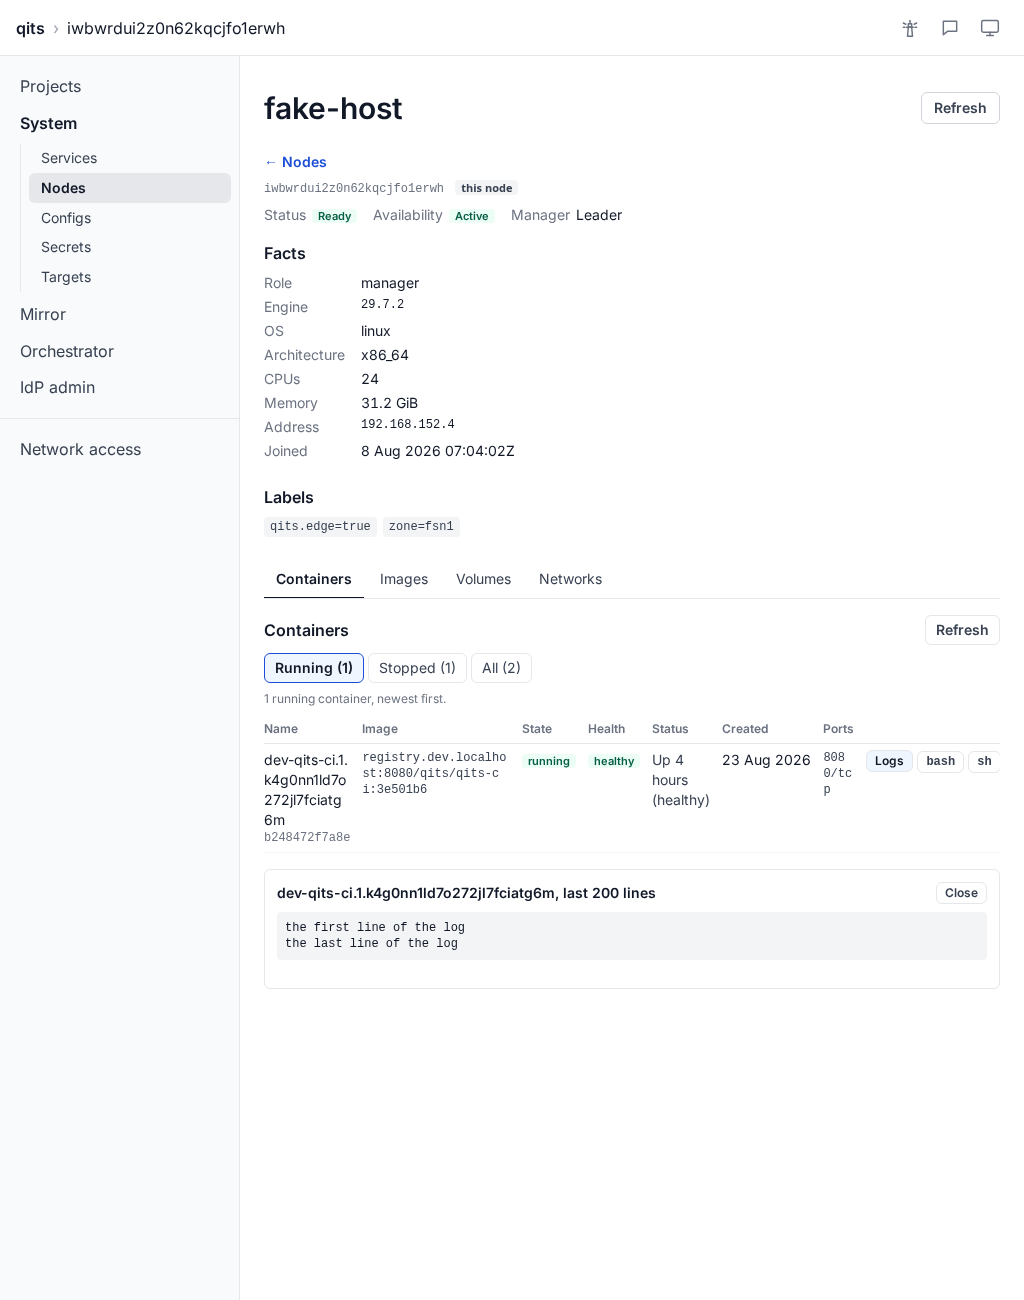 qits › iwbwrdui2z0n62kqcjfo1erwh
Projects
System
Services
Nodes
Configs
Secrets
Targets
Mirror
Orchestrator
IdP admin
Network access
fake-host
Refresh
← Nodes
iwbwrdui2z0n62kqcjfo1erwh this node
Status Ready Availability Active Manager Leader
Facts
Role manager
Engine 29.7.2
OS linux
Architecture x86_64
CPUs 24
Memory 31.2 GiB
Address 192.168.152.4
Joined 8 Aug 2026 07:04:02Z
Labels
qits.edge=true zone=fsn1
Containers Images Volumes Networks
Containers
Refresh
Running (1) Stopped (1) All (2)
1 running container, newest first.
Name Image State Health Status Created Ports
dev-qits-ci.1.
k4g0nn1ld7o
272jl7fciatg
6m
b248472f7a8e
registry.dev.localho
st:8080/qits/qits-c
i:3e501b6
running
healthy
Up 4
hours
(healthy)
23 Aug 2026
808
0/tc
p
Logs bash sh
dev-qits-ci.1.k4g0nn1ld7o272jl7fciatg6m, last 200 lines
Close
the first line of the log
the last line of the log